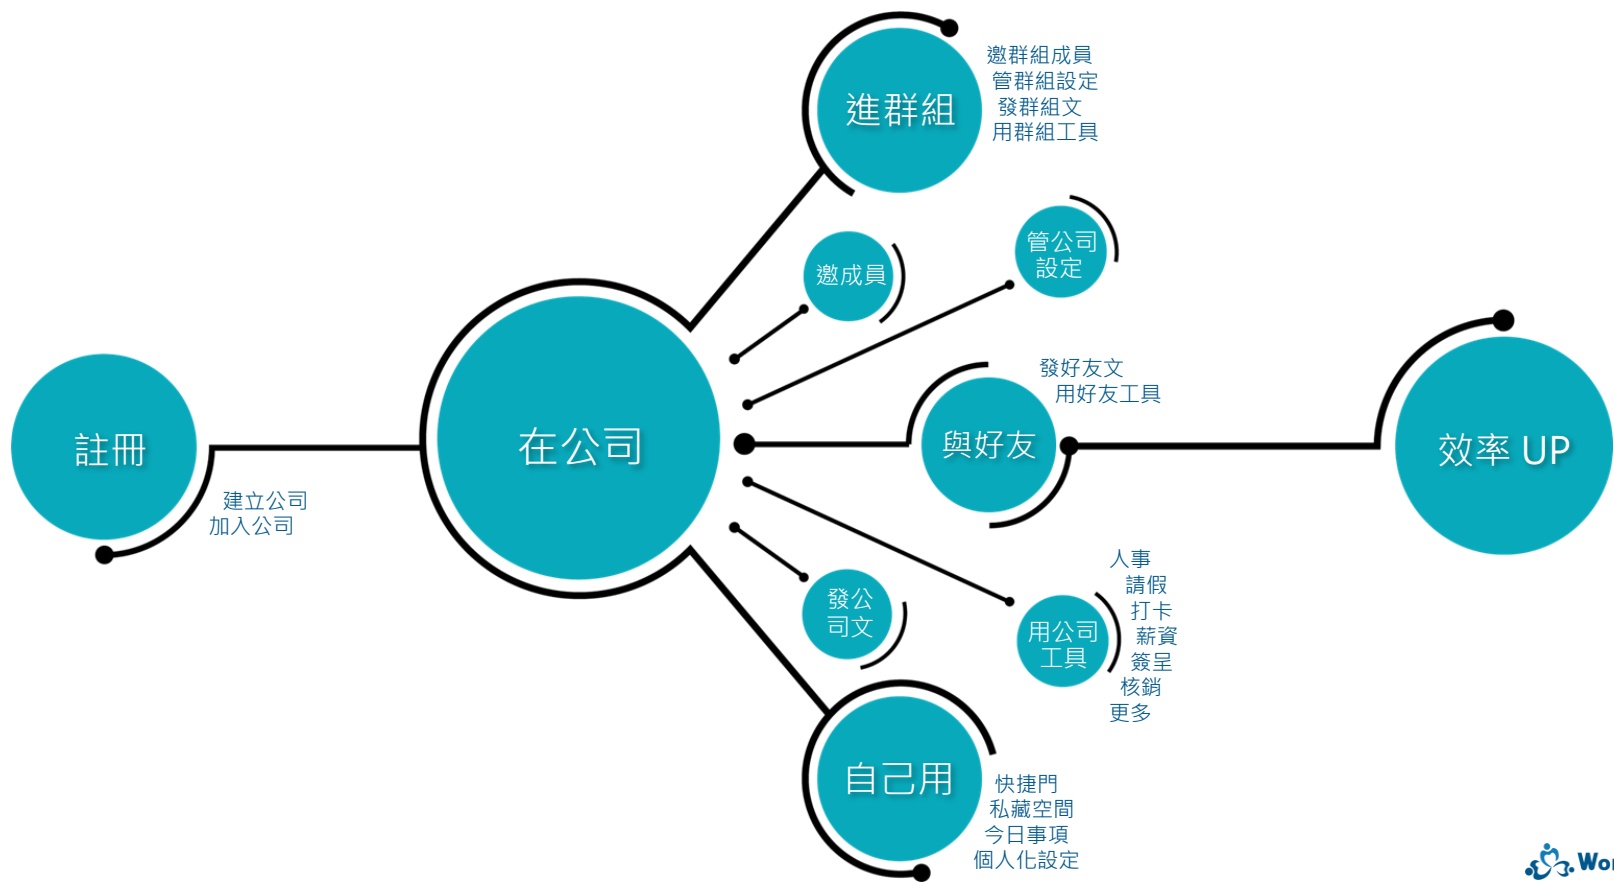 註冊
建立公司
加入公司
在公司
進群組
邀群組成員
管群組設定
發群組文
用群組工具
邀成員
管公司
設定
與好友
發好友文
用好友工具
發公
司文
用公司
工具
人事
請假
打卡
薪資
簽呈
核銷
更多
自己用
快捷門
私藏空間
今日事項
個人化設定
效率 UP